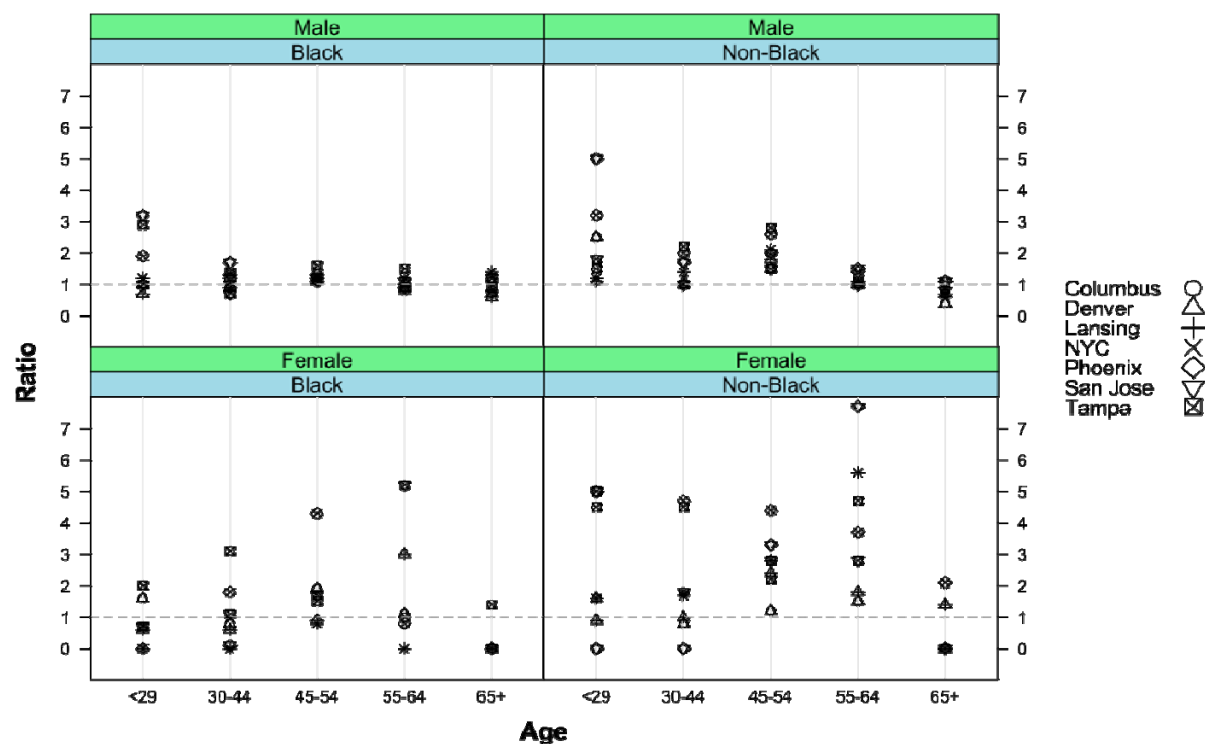 Male Male
Black Non-Black
7 7
6 6
5 5
4 4
3 3
2 2
1 1
0 0
Ratio
Female Female
Black Non-Black
7 7
6 6
5 5
4 4
3 3
2 2
1 1
0 0
<29 30-44 45-54 55-64 65+ <29 30-44 45-54 55-64 65+
Age
Columbus
Denver
Lansing
NYC
Phoenix
San Jose
Tampa